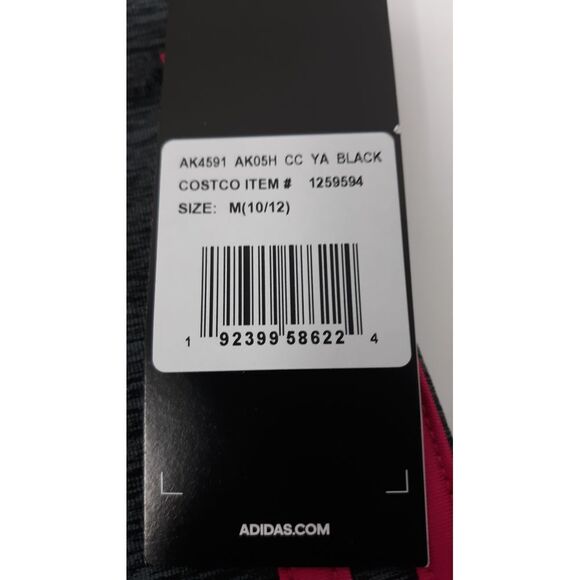 AK4591 AK05H CC YA BLACK
COSTCO ITEM # 1259594
SIZE: M(10/12)
1 92399 58622 4
ADIDAS.COM